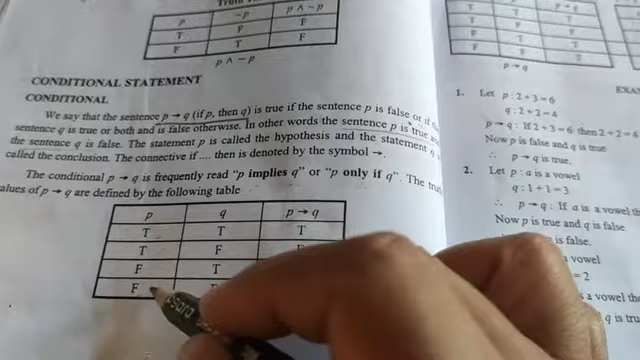 p ~p p ∧ ~p
T F F
F T F
p ∧ ~p
p → q
CONDITIONAL STATEMENT
CONDITIONAL
We say that the sentence p → q (if p, then q) is true if the sentence p is false or if
sentence q is true or both and is false otherwise. In other words the sentence p is true
the sentence q is false. The statement p is called the hypothesis and the statement q
called the conclusion. The connective if .... then is denoted by the symbol →.
The conditional p → q is frequently read “p implies q” or “p only if q”. The
alues of p → q are defined by the following table
p q p → q
T T T
T F
F T
F
1. Let p : 2 + 3 = 6
q : 2 + 2 = 4
p → q : If 2 + 3 = 6 then 2 + 2 = 4
Now p is false and q is true
∴ p → q is true.
2. Let p : a is a vowel
q : 1 + 1 = 3
∴ p → q : If a is a vowel
Now p is true and q is false
is false.
vowel
= 2
a vowel
q is